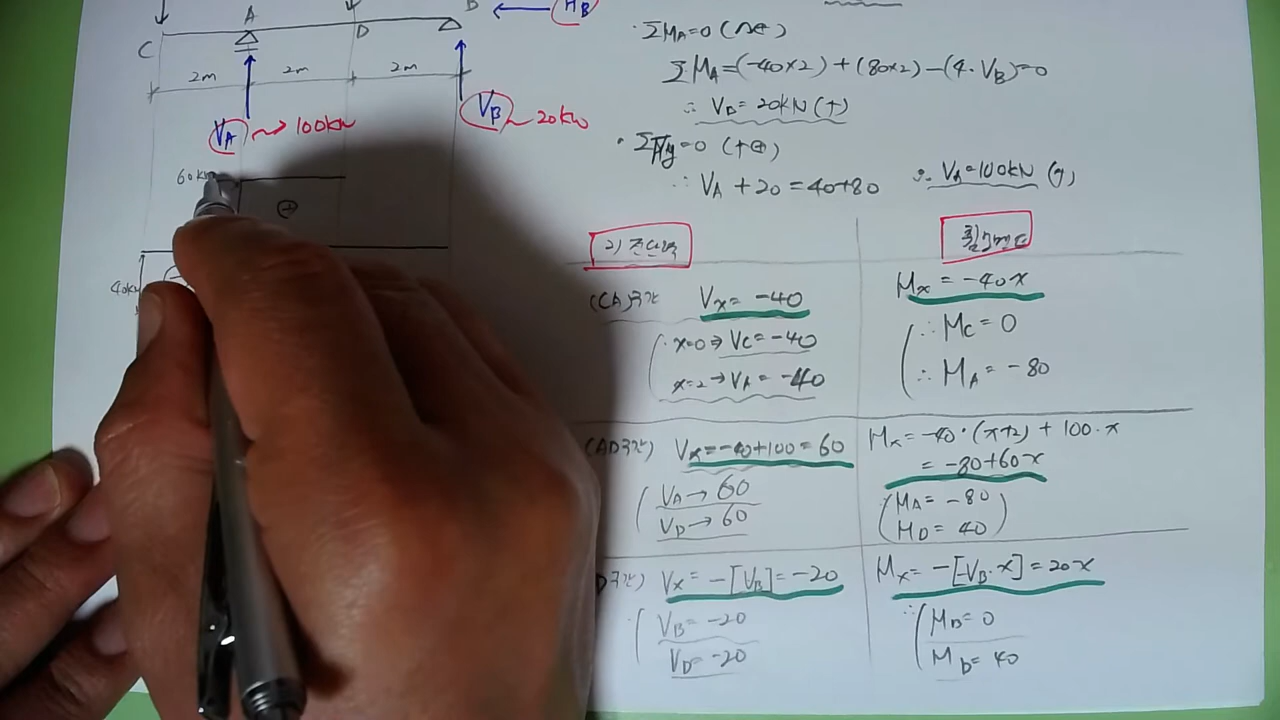 A
B
H_B
C
D
2m
2m
2m
V_A → 100kN
V_B ~ 20kN
60kN
⊕
40kN
· ΣM_A=0 (↷⊕)
ΣM_A=(-40×2)+(80×2)-(4·V_B)=0
∴ V_B=20kN(↑)
· ΣF_y=0 (↑⊕)
∴ V_A+20=40+80
∴ V_A=100kN (↑)
2) 전단력
휨모멘트
(CA)구간 V_x=-40
x=0 ⇒ V_C=-40
x=2 → V_A=-40
M_x=-40x
∴ M_C=0
∴ M_A=-80
(AD구간) V_x=-40+100=60
V_A → 60
V_D → 60
M_x=-40·(x+2)+100·x
=-80+60x
M_A=-80
M_D=40
D구간) V_x=-[V_B]=-20
V_B=-20
V_D=-20
M_x=-[-V_B·x]=20x
∴ M_B=0
M_D=40